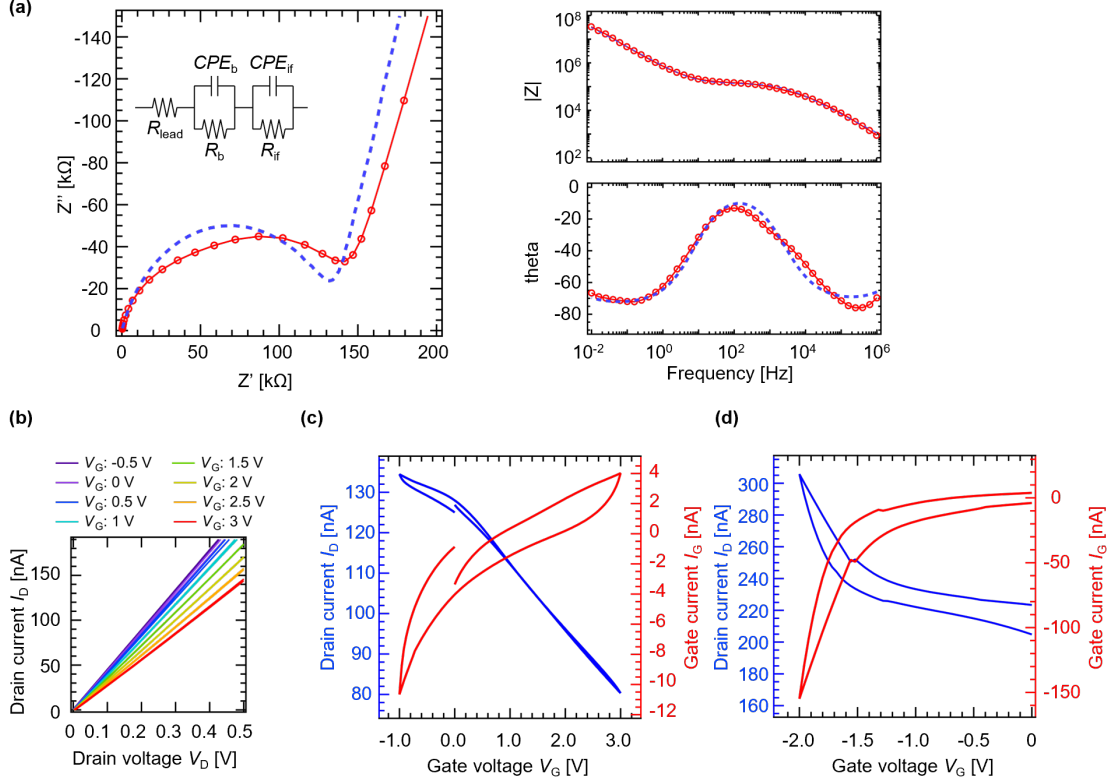 (a)
-140
-120
-100
-80
-60
-40
-20
0
Z'' [kΩ]
0
50
100
150
200
Z' [kΩ]
CPEb
CPEif
Rlead
Rb
Rif
10^8
10^6
10^4
10^2
|Z|
0
-20
-40
-60
-80
theta
10^-2
10^0
10^2
10^4
10^6
Frequency [Hz]
(b)
VG: -0.5 V
VG: 1.5 V
VG: 0 V
VG: 2 V
VG: 0.5 V
VG: 2.5 V
VG: 1 V
VG: 3 V
150
100
50
0
Drain current ID [nA]
0
0.1
0.2
0.3
0.4
0.5
Drain voltage VD [V]
(c)
130
120
110
100
90
80
Drain current ID [nA]
4
2
0
-2
-4
-6
-8
-10
-12
Gate current IG [nA]
-1.0
0.0
1.0
2.0
3.0
Gate voltage VG [V]
(d)
300
280
260
240
220
200
180
160
Drain current ID [nA]
0
-50
-100
-150
Gate current IG [nA]
-2.0
-1.5
-1.0
-0.5
0
Gate voltage VG [V]